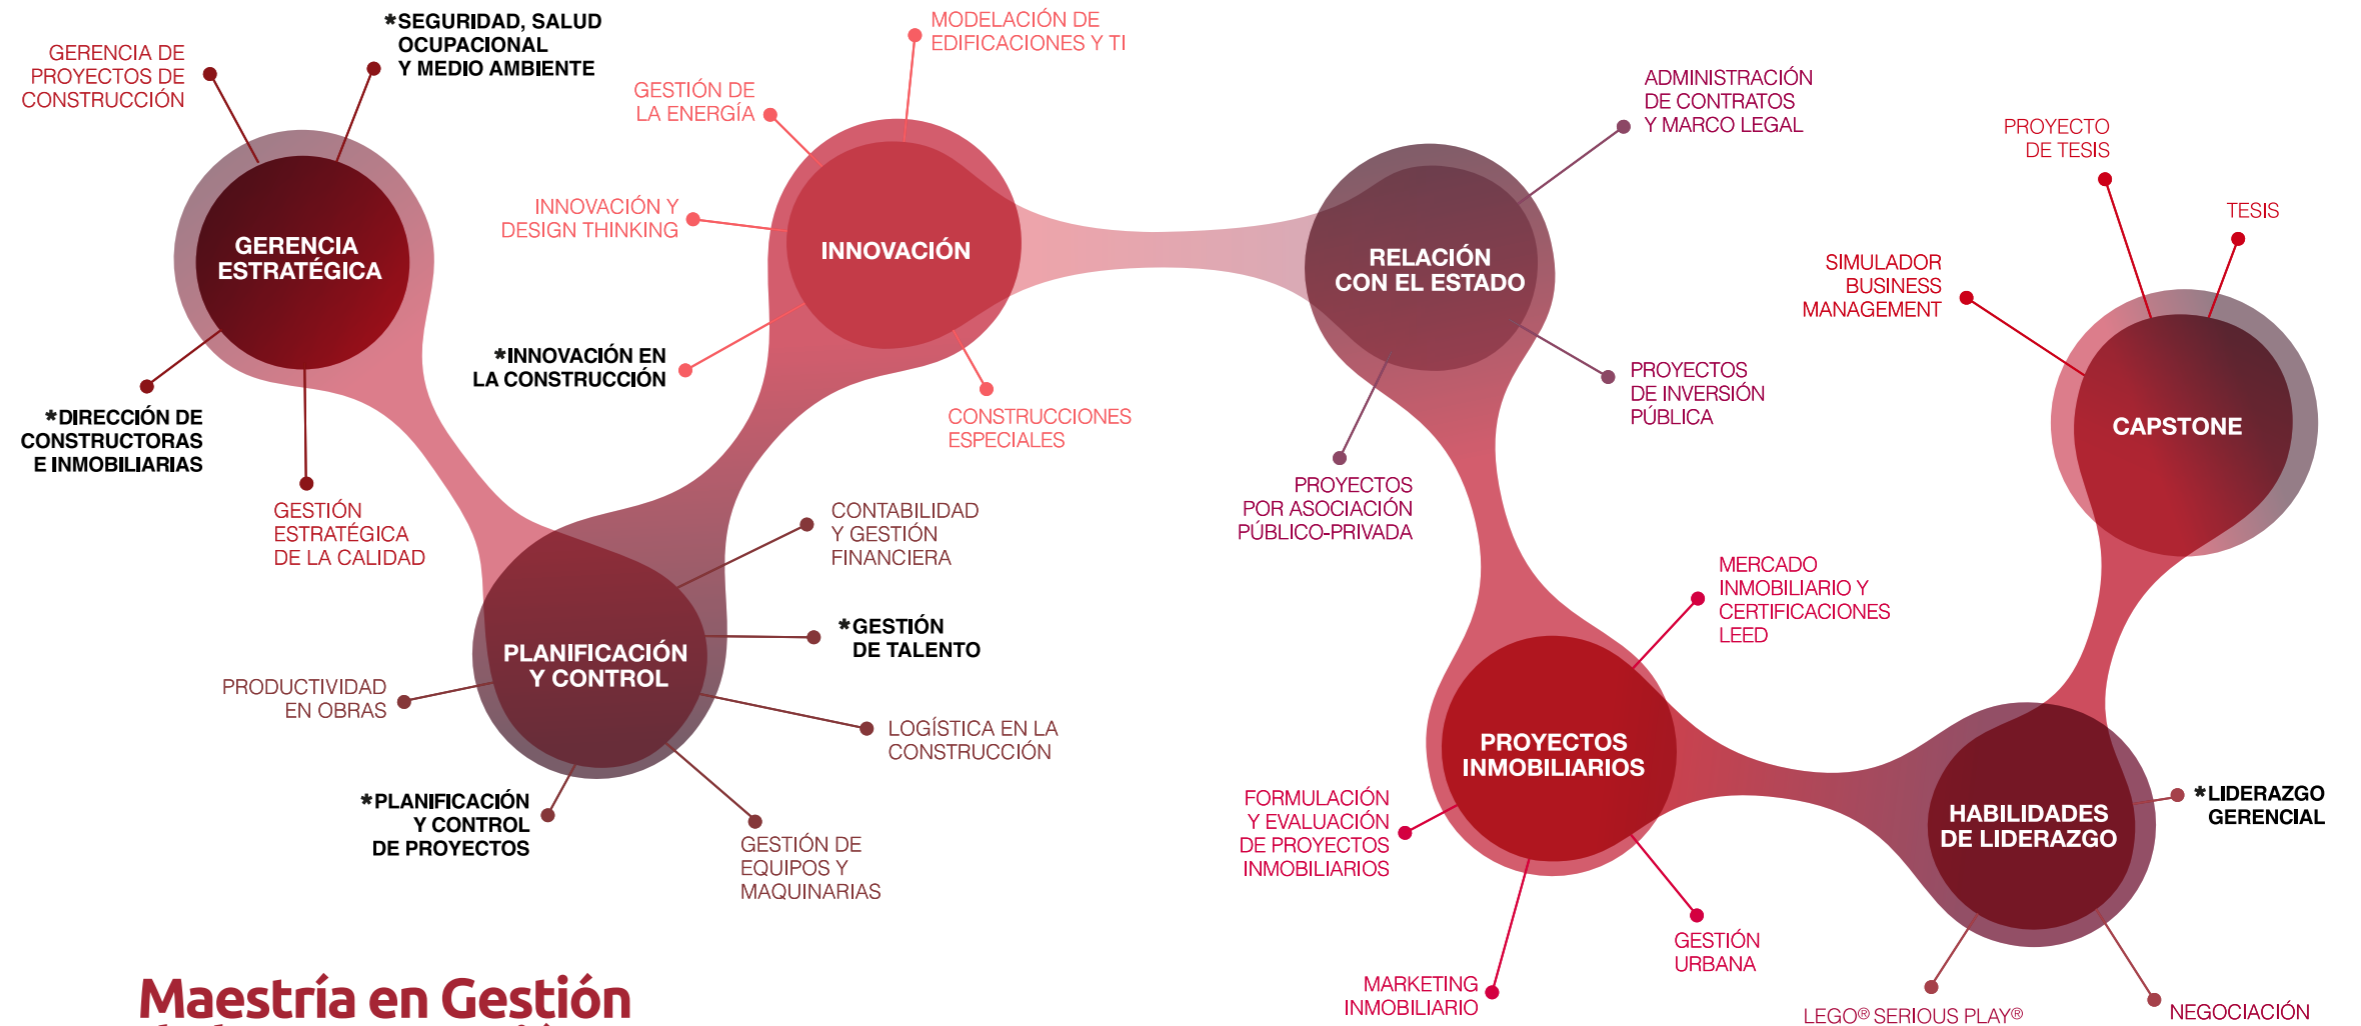 GERENCIA DE
PROYECTOS DE
CONSTRUCCIÓN
*SEGURIDAD, SALUD
OCUPACIONAL
Y MEDIO AMBIENTE
GERENCIA
ESTRATÉGICA
*DIRECCIÓN DE
CONSTRUCTORAS
E INMOBILIARIAS
GESTIÓN
ESTRATÉGICA
DE LA CALIDAD
PLANIFICACIÓN
Y CONTROL
CONTABILIDAD
Y GESTIÓN
FINANCIERA
*GESTIÓN
DE TALENTO
LOGÍSTICA EN LA
CONSTRUCCIÓN
GESTIÓN DE
EQUIPOS Y
MAQUINARIAS
*PLANIFICACIÓN
Y CONTROL
DE PROYECTOS
PRODUCTIVIDAD
EN OBRAS
MODELACIÓN DE
EDIFICACIONES Y TI
GESTIÓN DE
LA ENERGÍA
INNOVACIÓN Y
DESIGN THINKING
INNOVACIÓN
*INNOVACIÓN EN
LA CONSTRUCCIÓN
CONSTRUCCIONES
ESPECIALES
ADMINISTRACIÓN
DE CONTRATOS
Y MARCO LEGAL
RELACIÓN
CON EL ESTADO
PROYECTOS
DE INVERSIÓN
PÚBLICA
PROYECTOS
POR ASOCIACIÓN
PÚBLICO-PRIVADA
MERCADO
INMOBILIARIO Y
CERTIFICACIONES
LEED
PROYECTOS
INMOBILIARIOS
FORMULACIÓN
Y EVALUACIÓN
DE PROYECTOS
INMOBILIARIOS
MARKETING
INMOBILIARIO
GESTIÓN
URBANA
HABILIDADES
DE LIDERAZGO
*LIDERAZGO
GERENCIAL
LEGO® SERIOUS PLAY®
NEGOCIACIÓN
PROYECTO
DE TESIS
TESIS
SIMULADOR
BUSINESS
MANAGEMENT
CAPSTONE
Maestría en Gestión